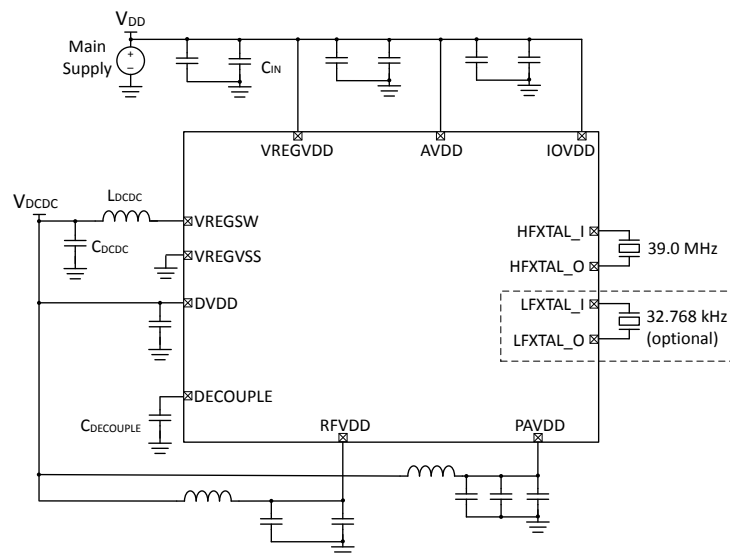 VDD
Main
Supply
+
−
CIN
VREGVDD
AVDD
IOVDD
VDCDC
LDCDC
CDCDC
VREGSW
VREGVSS
DVDD
DECOUPLE
CDECOUPLE
HFXTAL_I
HFXTAL_O
39.0 MHz
LFXTAL_I
LFXTAL_O
32.768 kHz
(optional)
RFVDD
PAVDD